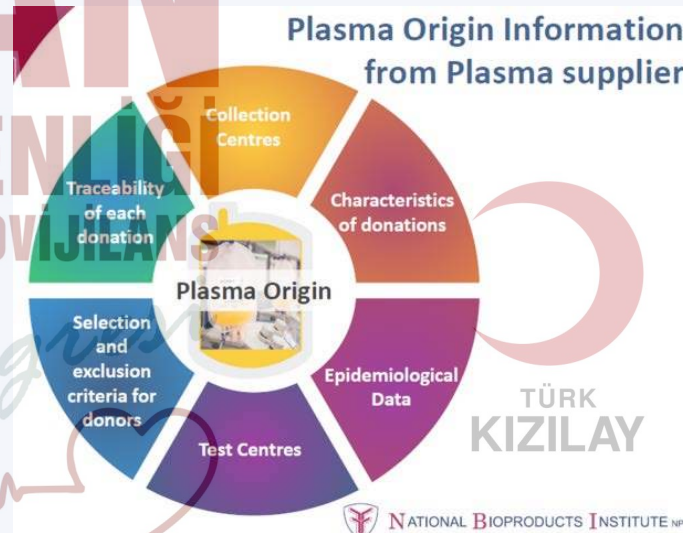 Plasma Origin Information
from Plasma supplier
Collection
Centres
Traceability
of each
donation
Characteristics
of donations
Plasma Origin
Selection
and
exclusion
criteria for
donors
Epidemiological
Data
Test Centres
TÜRK
KIZILAY
NATIONAL BIOPRODUCTS INSTITUTE